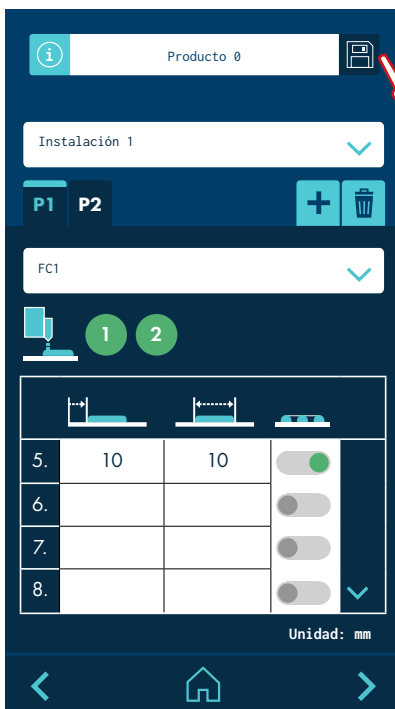 i Producto 0
Instalación 1
P1 P2 +
FC1
1 2
5. 10 10
6.
7.
8.
Unidad: mm